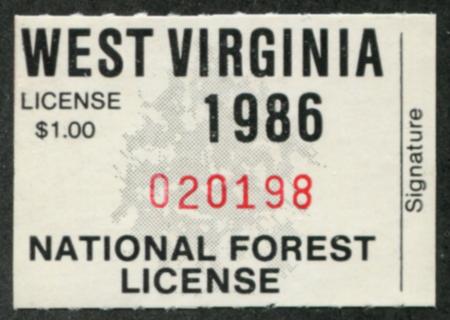 WEST VIRGINIA
LICENSE
$1.00
1986
020198
NATIONAL FOREST
LICENSE
Signature